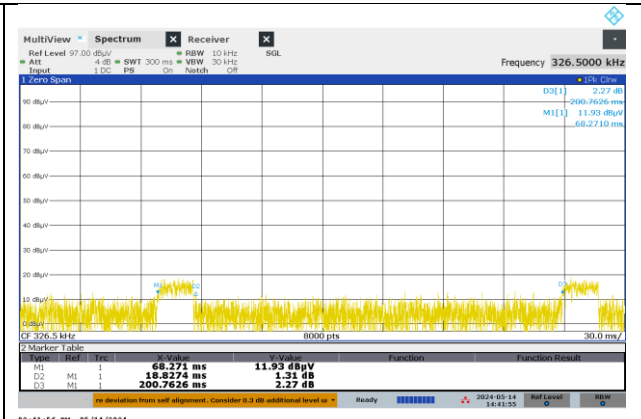 MultiView Spectrum Receiver
Ref Level 97.00 dBµV RBW 10 kHz SGL
Att 4 dB SWT 300 ms VBW 30 kHz
Input 1 DC PS On Notch Off
Frequency 326.5000 kHz
1 Zero Span 1Pk Clrw
D3[1] 2.27 dB
200.7626 ms
M1[1] 11.93 dBµV
68.2710 ms
90 dBµV
80 dBµV
70 dBµV
60 dBµV
50 dBµV
40 dBµV
30 dBµV
20 dBµV
M1 D2
10 dBµV
0 dBµV
CF 326.5 kHz 8000 pts 30.0 ms/
2 Marker Table
Type Ref Trc X-Value Y-Value Function Function Result
M1 1 68.271 ms 11.93 dBµV
D2 M1 1 18.8274 ms 1.31 dB
D3 M1 1 200.7626 ms 2.27 dB
re deviation from self alignment. Consider 0.3 dB additional level u
Ready
2024-05-14
14:41:55
Ref Level RBW